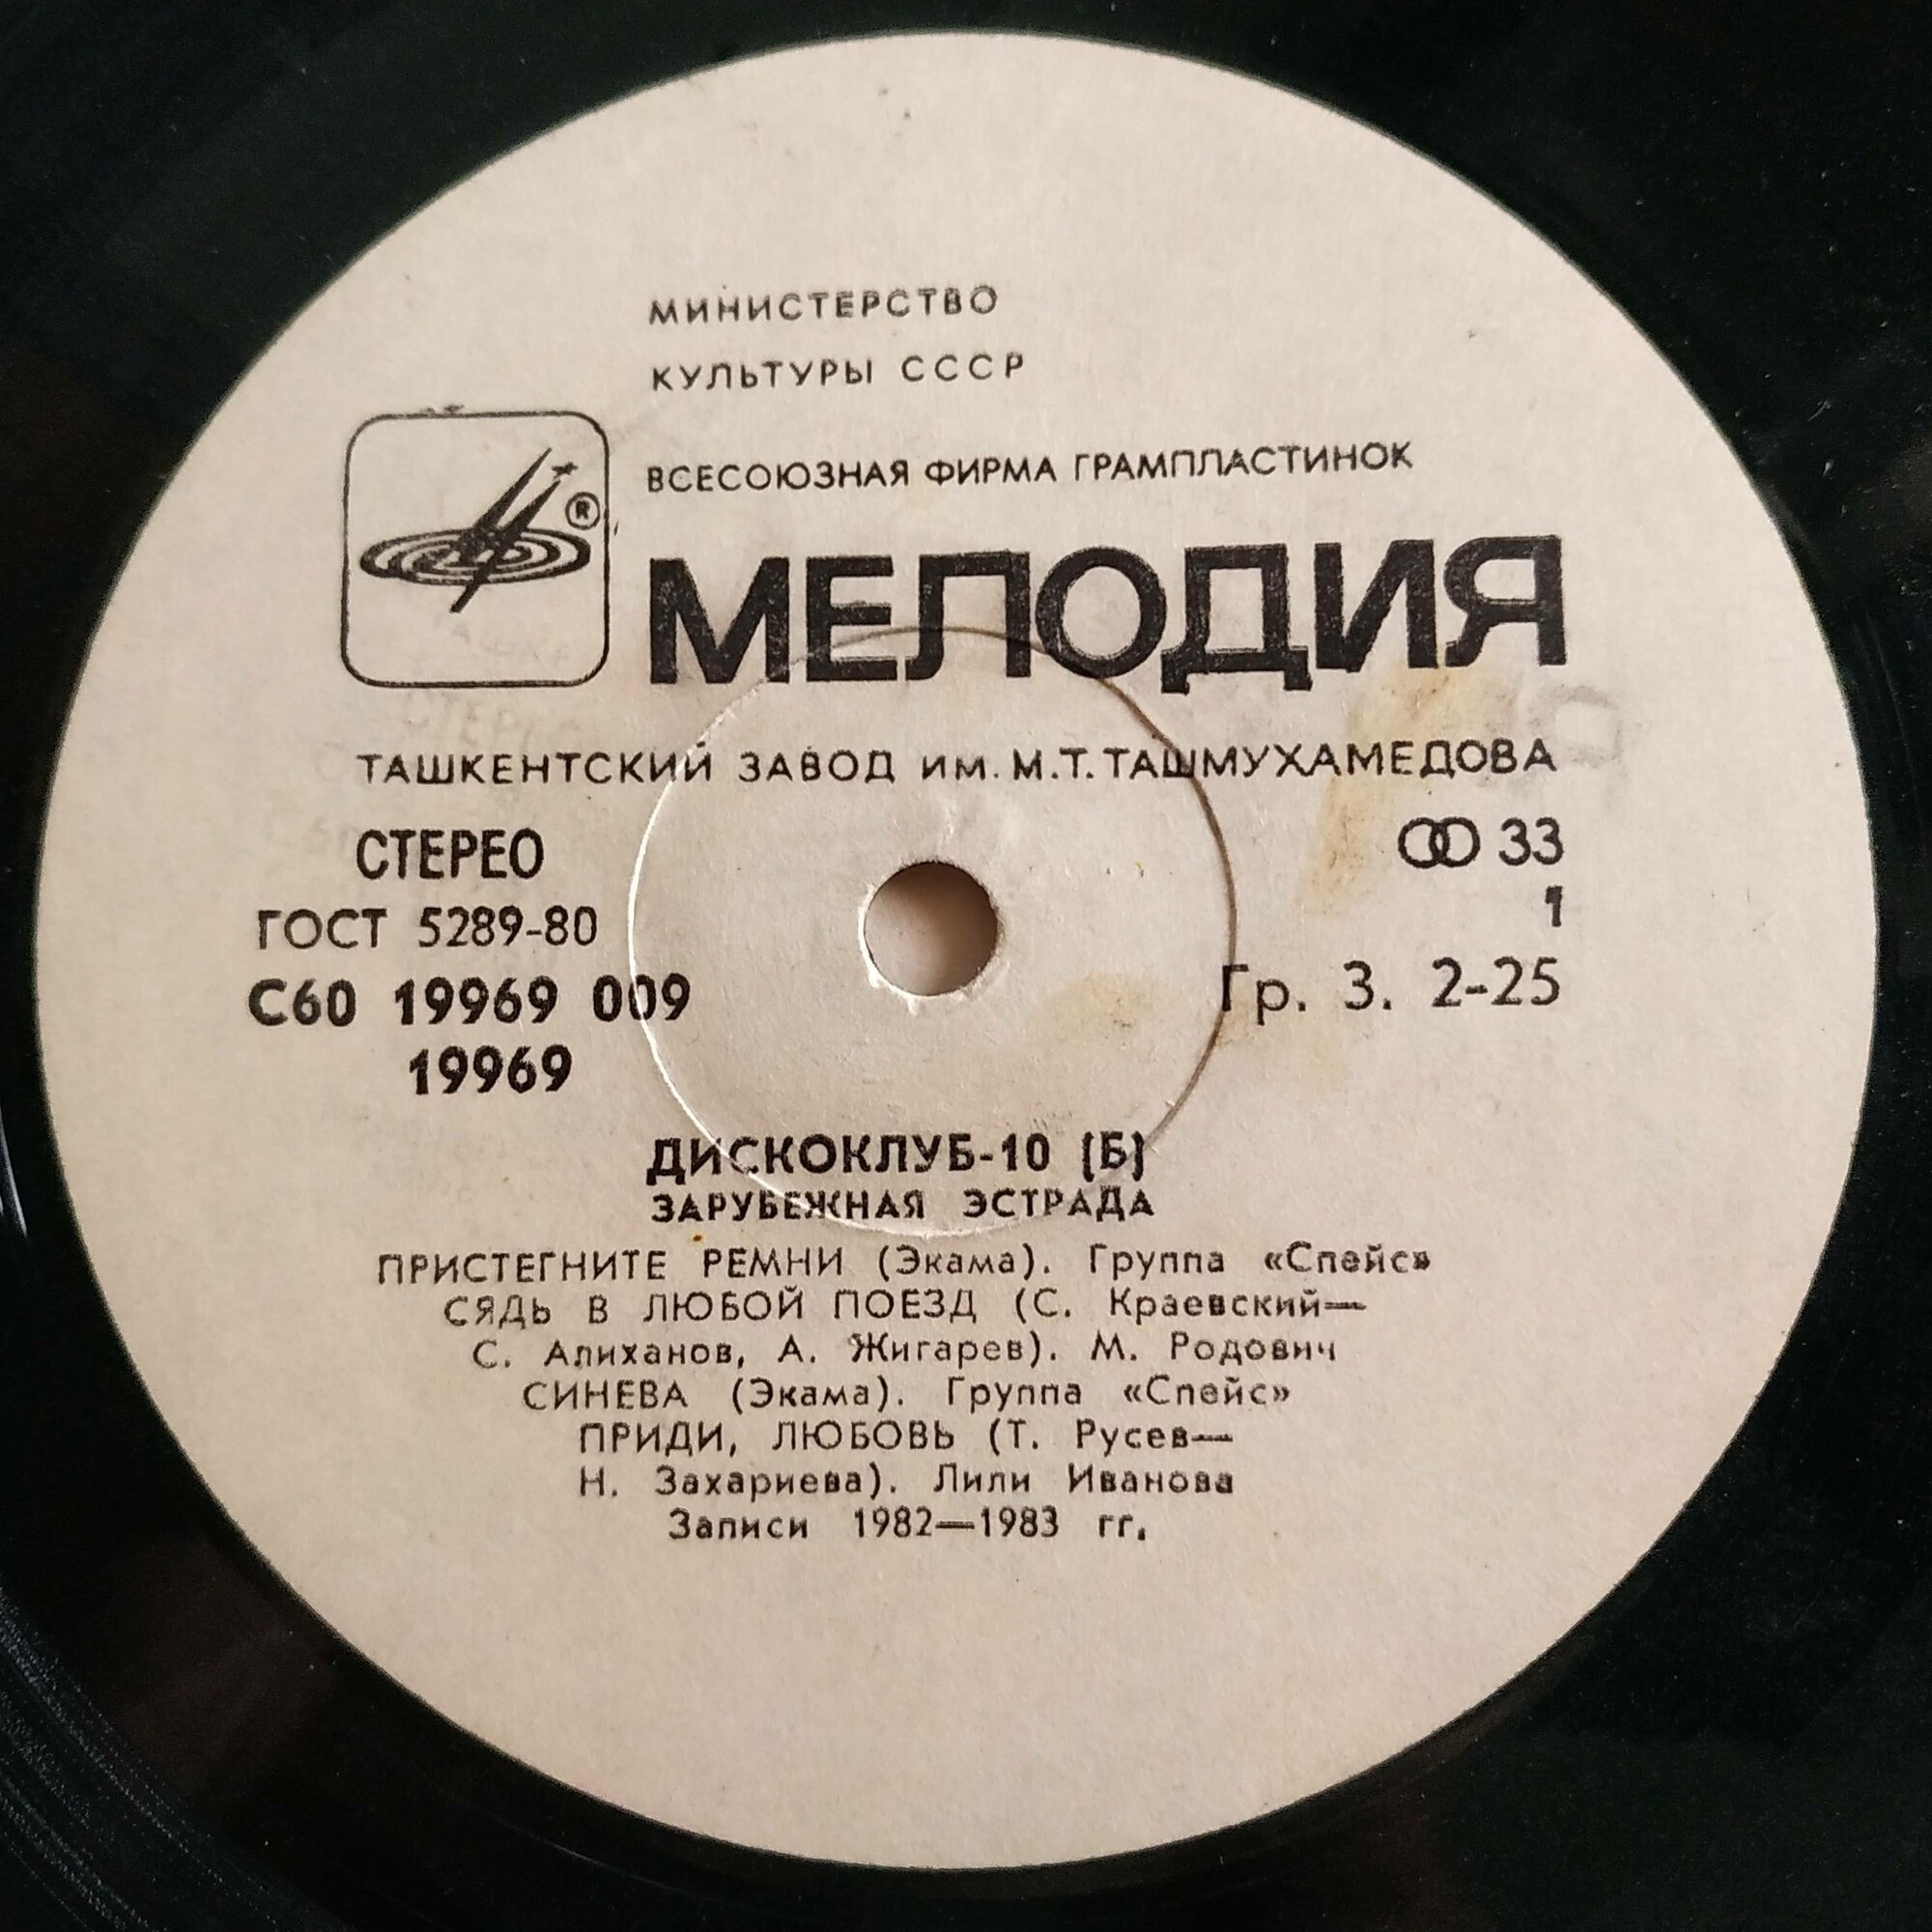 МИНИСТЕРСТВО
КУЛЬТУРЫ СССР
ВСЕСОЮЗНАЯ ФИРМА ГРАМПЛАСТИНОК
®
МЕЛОДИЯ
ТАШКЕНТСКИЙ ЗАВОД им. М.Т. ТАШМУХАМЕДОВА
СТЕРЕО
33
ГОСТ 5289-80
1
С60 19969 009
Гр. 3. 2-25
19969
ДИСКОКЛУБ-10 (Б)
ЗАРУБЕЖНАЯ ЭСТРАДА
ПРИСТЕГНИТЕ РЕМНИ (Экама). Группа «Спейс»
СЯДЬ В ЛЮБОЙ ПОЕЗД (С. Краевский—
С. Алиханов, А. Жигарев). М. Родович
СИНЕВА (Экама). Группа «Спейс»
ПРИДИ, ЛЮБОВЬ (Т. Русев—
Н. Захариева). Лили Иванова
Записи 1982—1983 гг.